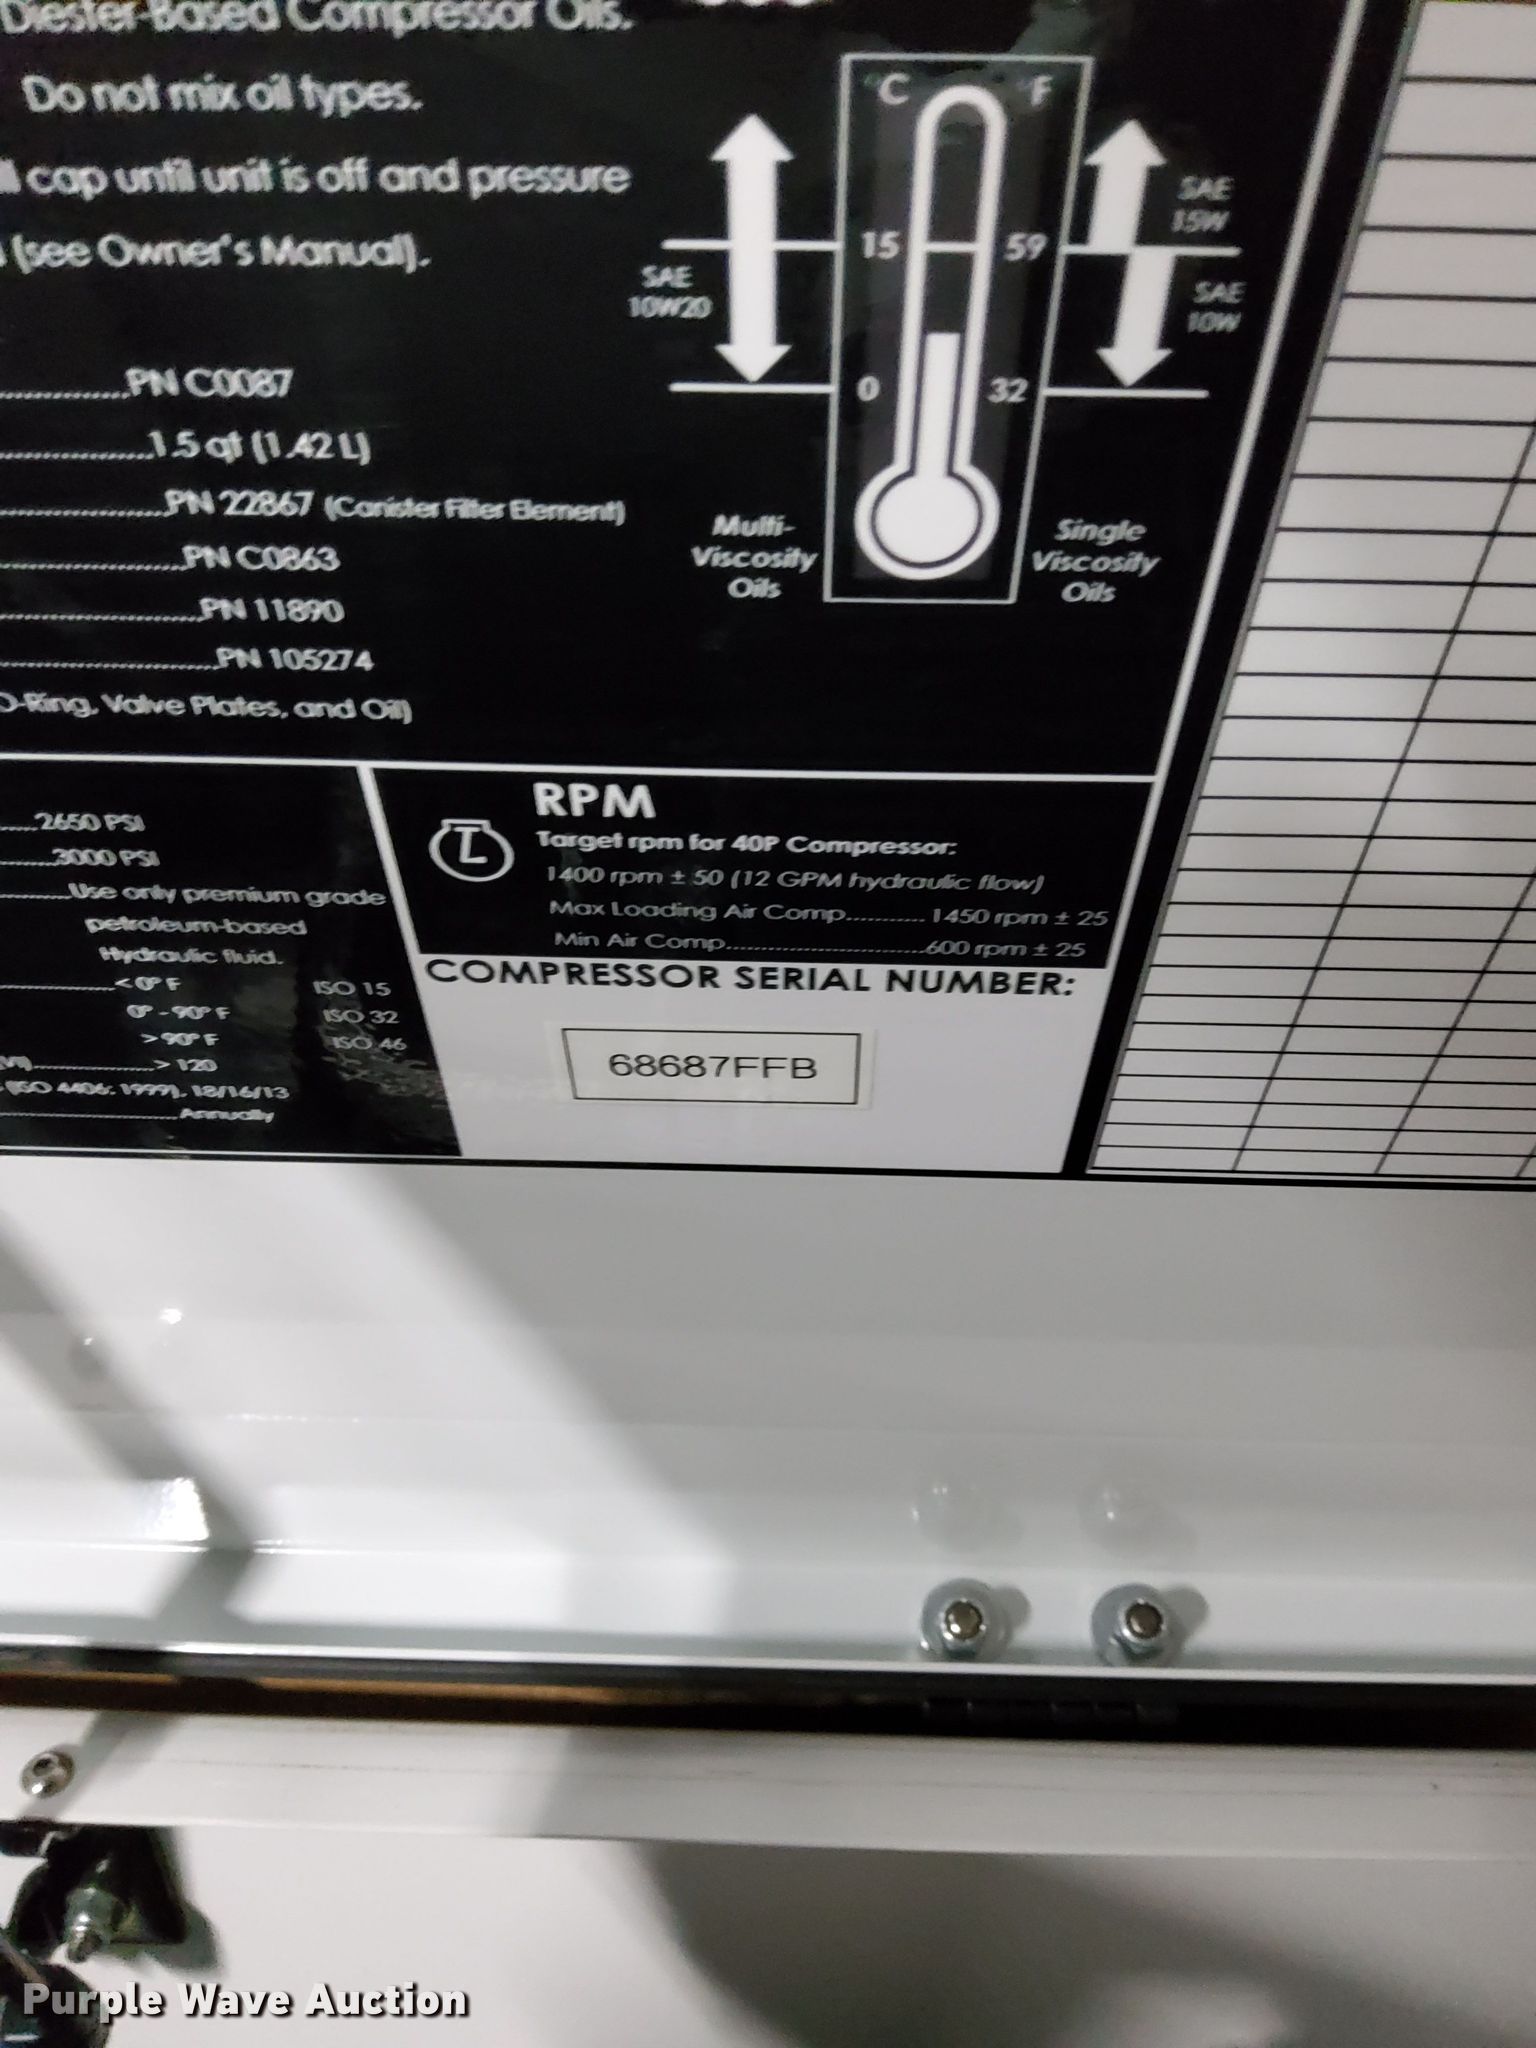 Diester-Based Compressor Oils.
Do not mix oil types.
cap until unit is off and pressure
(see Owner's Manual).
PN C0087
1.5 qt (1.42 L)
PN 22867 (Canister Filter Element)
PN C0863
PN 11890
PN 105274
O-Ring, Valve Plates, and Oil)
°C °F
15 59
0 32
SAE
10W20
SAE
15W
SAE
10W
Multi-
Viscosity
Oils
Single
Viscosity
Oils
2650 PSI
3000 PSI
Use only premium grade
petroleum-based
Hydraulic fluid.
< 0° F ISO 15
0° - 90° F ISO 32
> 90° F ISO 46
> 120
(ISO 4406: 1999), 18/16/13
Annually
RPM
Target rpm for 40P Compressor:
1400 rpm ± 50 (12 GPM hydraulic flow)
Max Loading Air Comp........... 1450 rpm ± 25
Min Air Comp.............................600 rpm ± 25
COMPRESSOR SERIAL NUMBER:
68687FFB
Purple Wave Auction